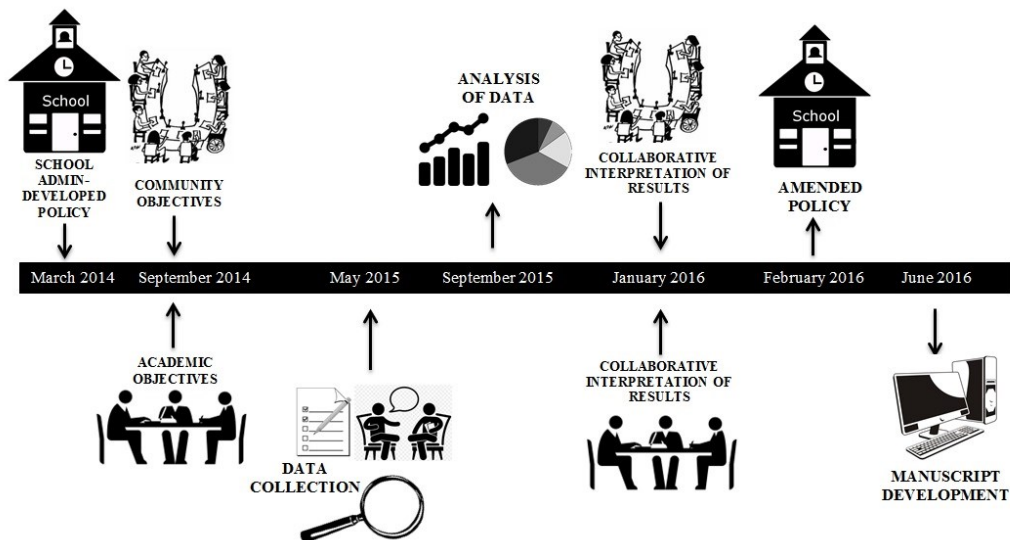 School
SCHOOL
ADMIN-
DEVELOPED
POLICY
COMMUNITY
OBJECTIVES
ANALYSIS
OF DATA
COLLABORATIVE
INTERPRETATION OF
RESULTS
School
AMENDED
POLICY
March 2014
September 2014
May 2015
September 2015
January 2016
February 2016
June 2016
ACADEMIC
OBJECTIVES
DATA
COLLECTION
COLLABORATIVE
INTERPRETATION OF
RESULTS
MANUSCRIPT
DEVELOPMENT